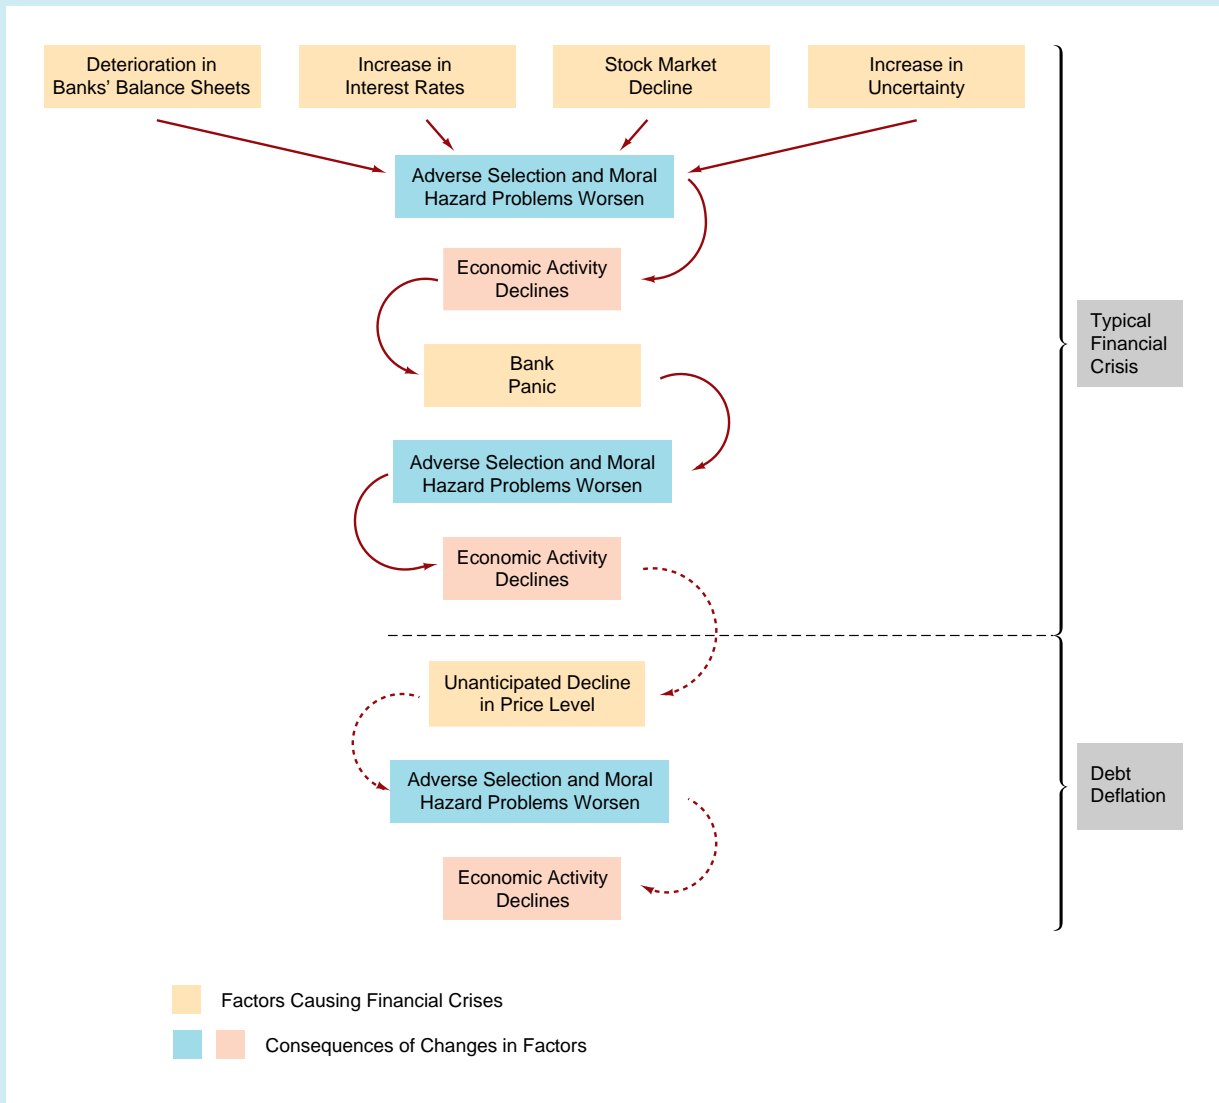 Deterioration in
Banks’ Balance Sheets
Increase in
Interest Rates
Stock Market
Decline
Increase in
Uncertainty
Adverse Selection and Moral
Hazard Problems Worsen
Economic Activity
Declines
Typical
Financial
Crisis
Bank
Panic
Adverse Selection and Moral
Hazard Problems Worsen
Economic Activity
Declines
Unanticipated Decline
in Price Level
Adverse Selection and Moral
Hazard Problems Worsen
Debt
Deflation
Economic Activity
Declines
Factors Causing Financial Crises
Consequences of Changes in Factors